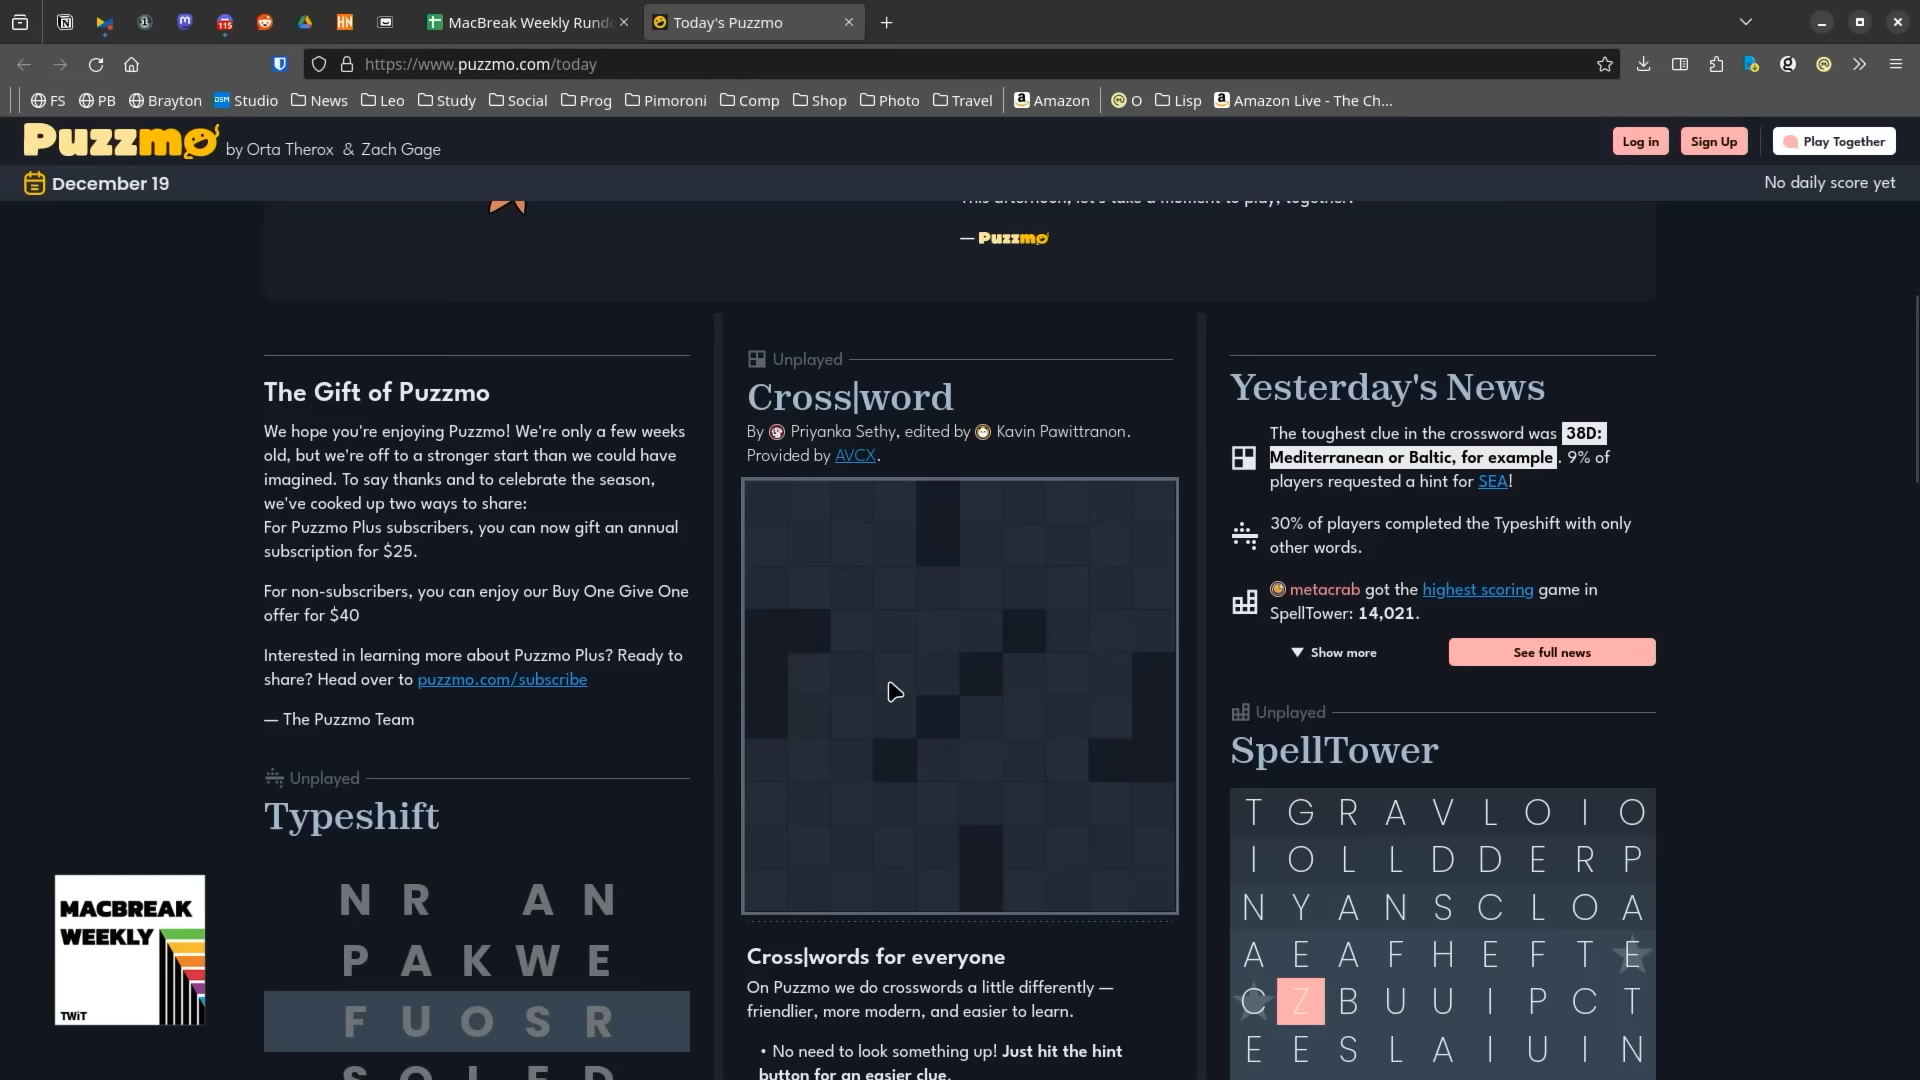 115
HN
MacBreak Weekly Rund
Today's Puzzmo
https://www.puzzmo.com/today
FS
PB
Brayton
DSM Studio
News
Leo
Study
Social
Prog
Pimoroni
Comp
Shop
Photo
Travel
Amazon
O
Lisp
Amazon Live - The Ch...
Puzzmo by Orta Therox & Zach Gage
Log in
Sign Up
Play Together
December 19
No daily score yet
This afternoon, let's take a moment to play, together.
— Puzzmo
The Gift of Puzzmo
We hope you're enjoying Puzzmo! We're only a few weeks
old, but we're off to a stronger start than we could have
imagined. To say thanks and to celebrate the season,
we've cooked up two ways to share:
For Puzzmo Plus subscribers, you can now gift an annual
subscription for $25.
For non-subscribers, you can enjoy our Buy One Give One
offer for $40
Interested in learning more about Puzzmo Plus? Ready to
share? Head over to puzzmo.com/subscribe
— The Puzzmo Team
Unplayed
Typeshift
N R A N
P A K W E
F U O S R
S O L E D
MACBREAK
WEEKLY
TWiT
Unplayed
Cross|word
By Priyanka Sethy, edited by Kavin Pawittranon.
Provided by AVCX.
Cross|words for everyone
On Puzzmo we do crosswords a little differently —
friendlier, more modern, and easier to learn.
• No need to look something up! Just hit the hint
button for an easier clue.
Yesterday's News
The toughest clue in the crossword was 38D:
Mediterranean or Baltic, for example. 9% of
players requested a hint for SEA!
30% of players completed the Typeshift with only
other words.
metacrab got the highest scoring game in
SpellTower: 14,021.
▼ Show more
See full news
Unplayed
SpellTower
T G R A V L O I O
I O L L D D E R P
N Y A N S C L O A
A E A F H E F T E
C Z B U U I P C T
E E S L A I U I N